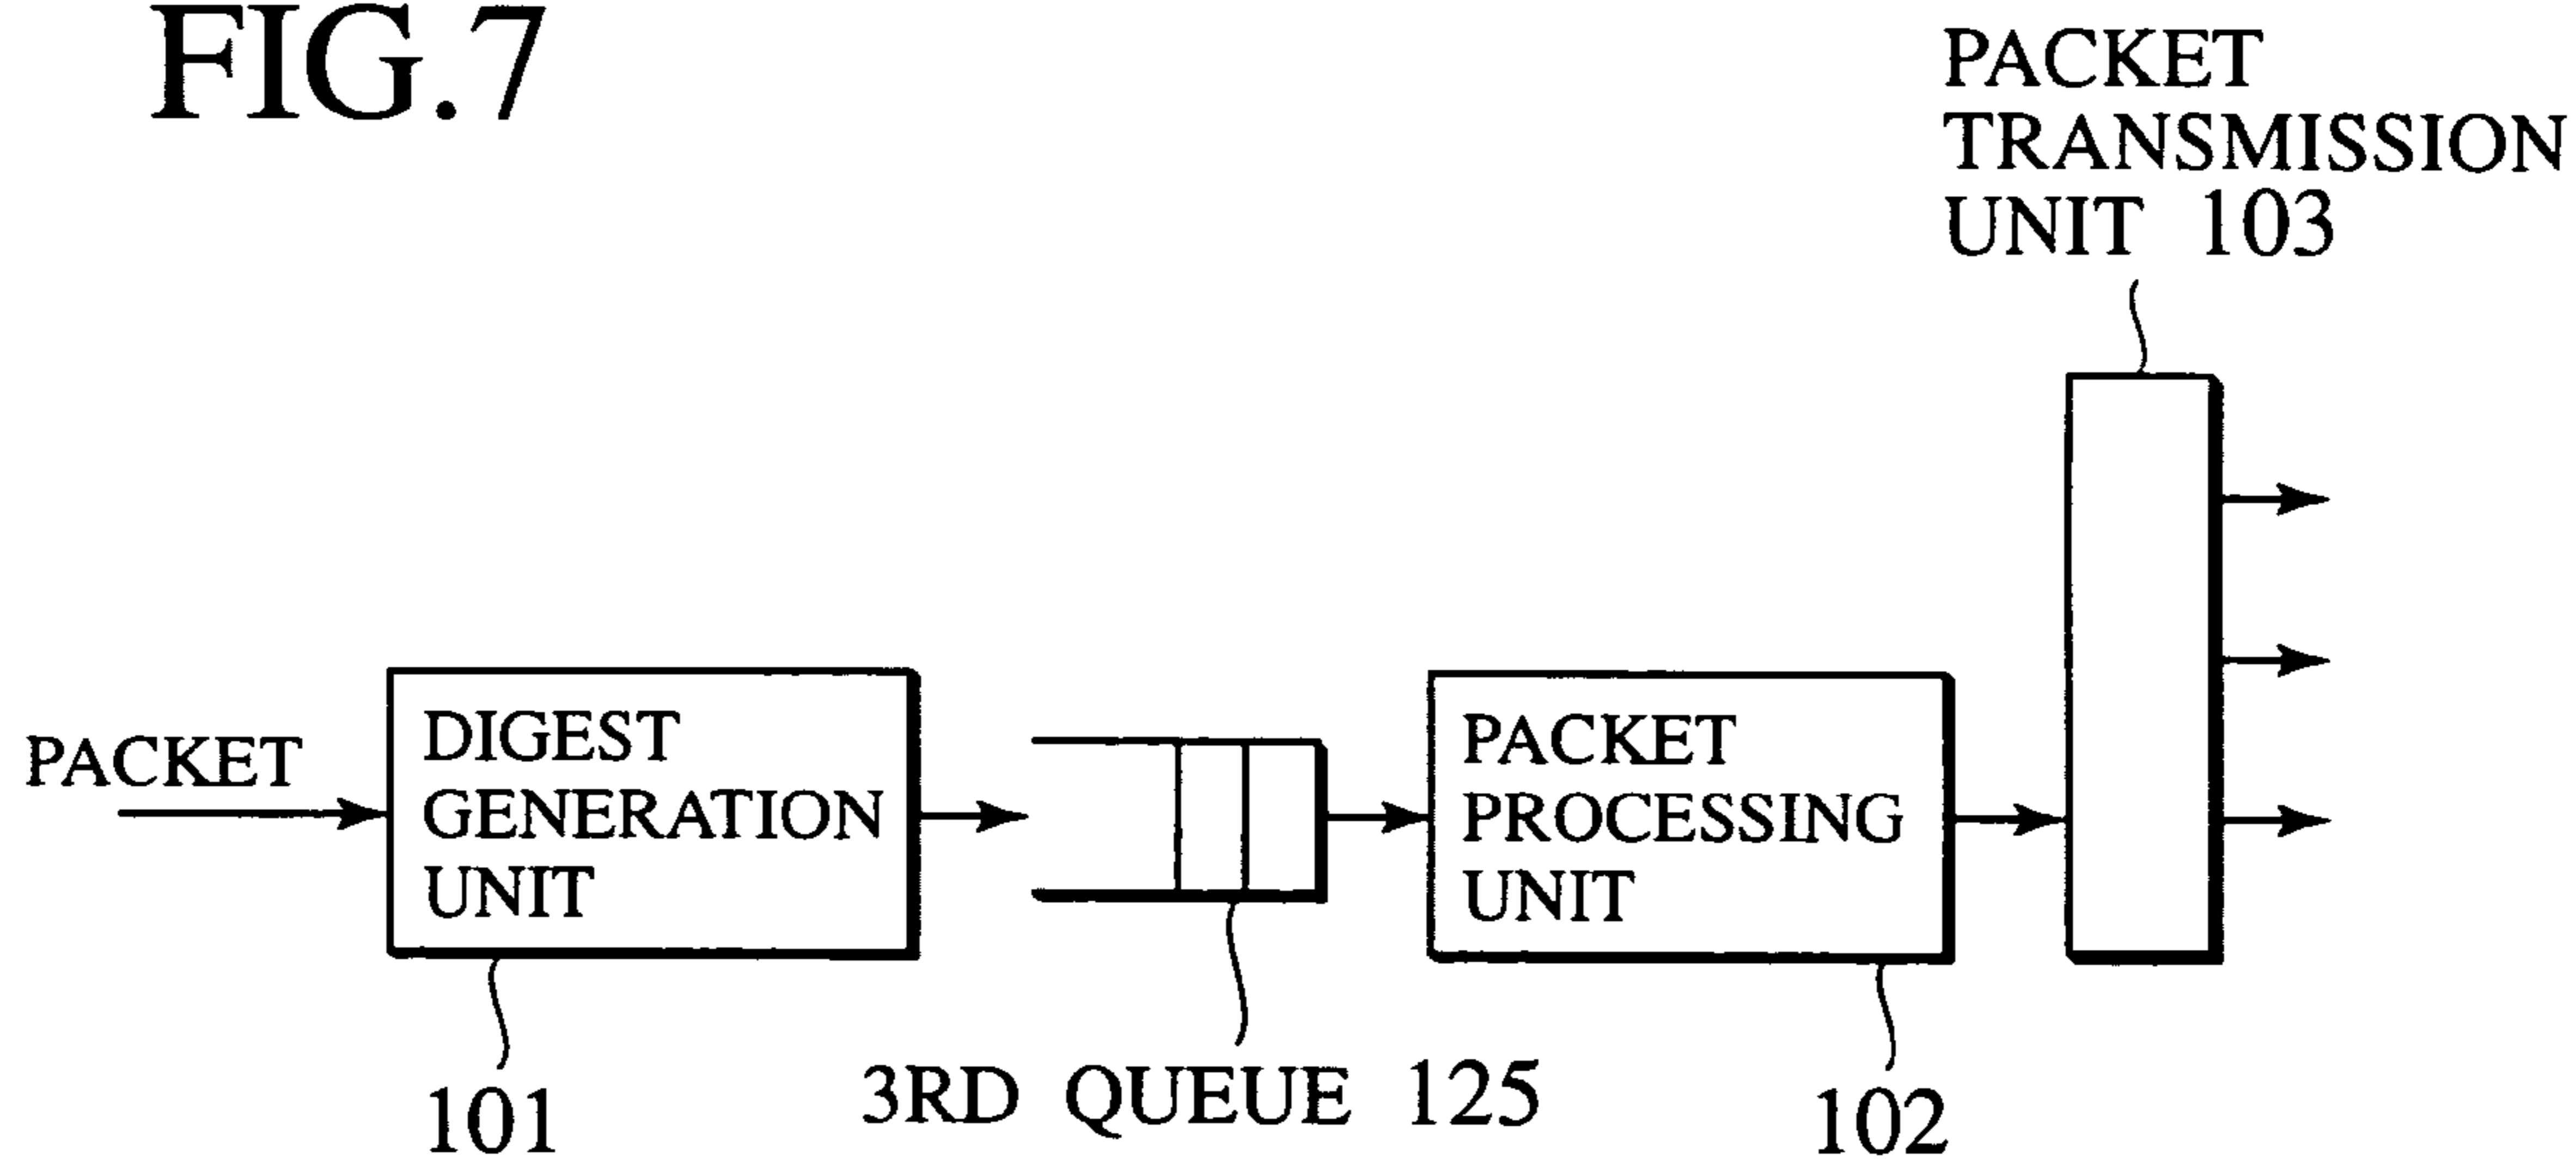 FIG.7
PACKET
TRANSMISSION
UNIT 103
PACKET
DIGEST
GENERATION
UNIT
PACKET
PROCESSING
UNIT
101
3RD QUEUE 125
102